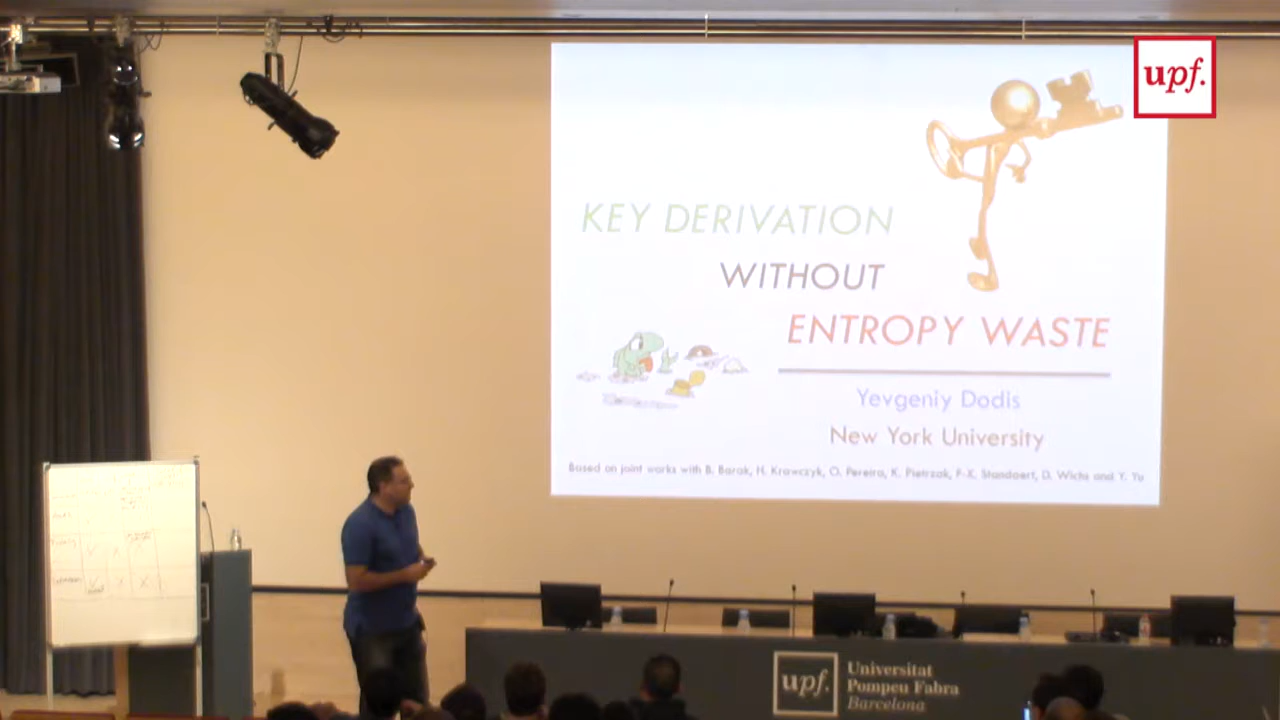 upf.
KEY DERIVATION
WITHOUT
ENTROPY WASTE
Yevgeniy Dodis
New York University
Based on joint works with B. Barak, H. Krawczyk, O. Pereira, K. Pietrzak, F-X. Standaert, D. Wichs and Y. Yu
upf.
Universitat
Pompeu Fabra
Barcelona